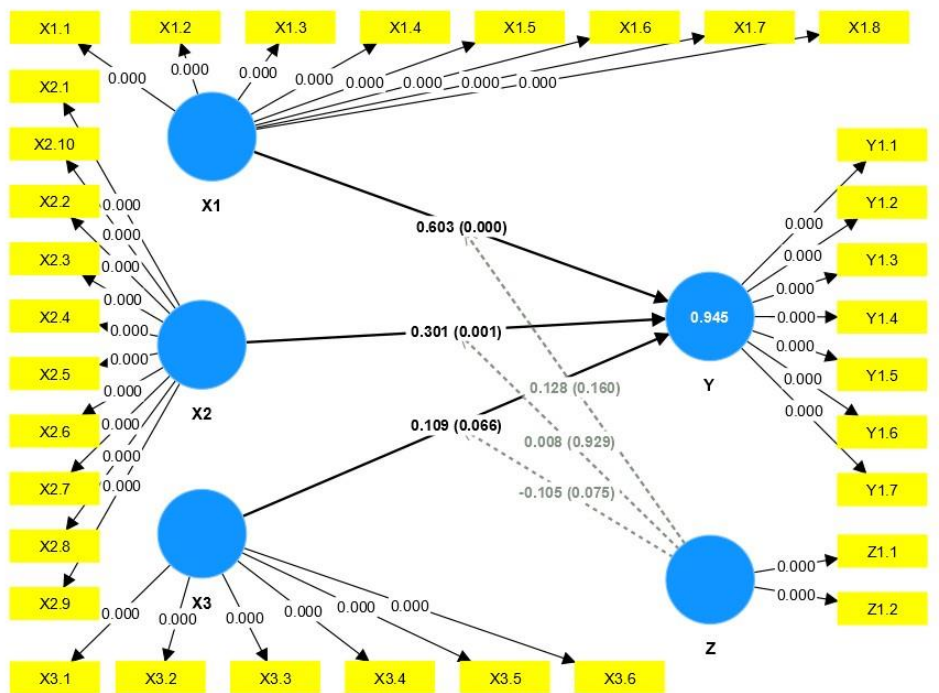 X1.1 X1.2 X1.3 X1.4 X1.5 X1.6 X1.7 X1.8
0.000 0.000 0.000 0.000 0.000 0.000 0.000 0.000
X2.1
X2.10
X2.2
X2.3
X2.4
X2.5
X2.6
X2.7
X2.8
X2.9
0.000
0.000
0.000
0.000
0.000
0.000
0.000
0.000
0.000
0.000
X1
X2
X3
0.603 (0.000)
0.301 (0.001)
0.109 (0.066)
0.128 (0.160)
0.008 (0.929)
-0.105 (0.075)
0.945
Y
Z
0.000
0.000
0.000
0.000
0.000
0.000
0.000
Y1.1
Y1.2
Y1.3
Y1.4
Y1.5
Y1.6
Y1.7
0.000
0.000
Z1.1
Z1.2
0.000 0.000 0.000 0.000 0.000 0.000
X3.1 X3.2 X3.3 X3.4 X3.5 X3.6